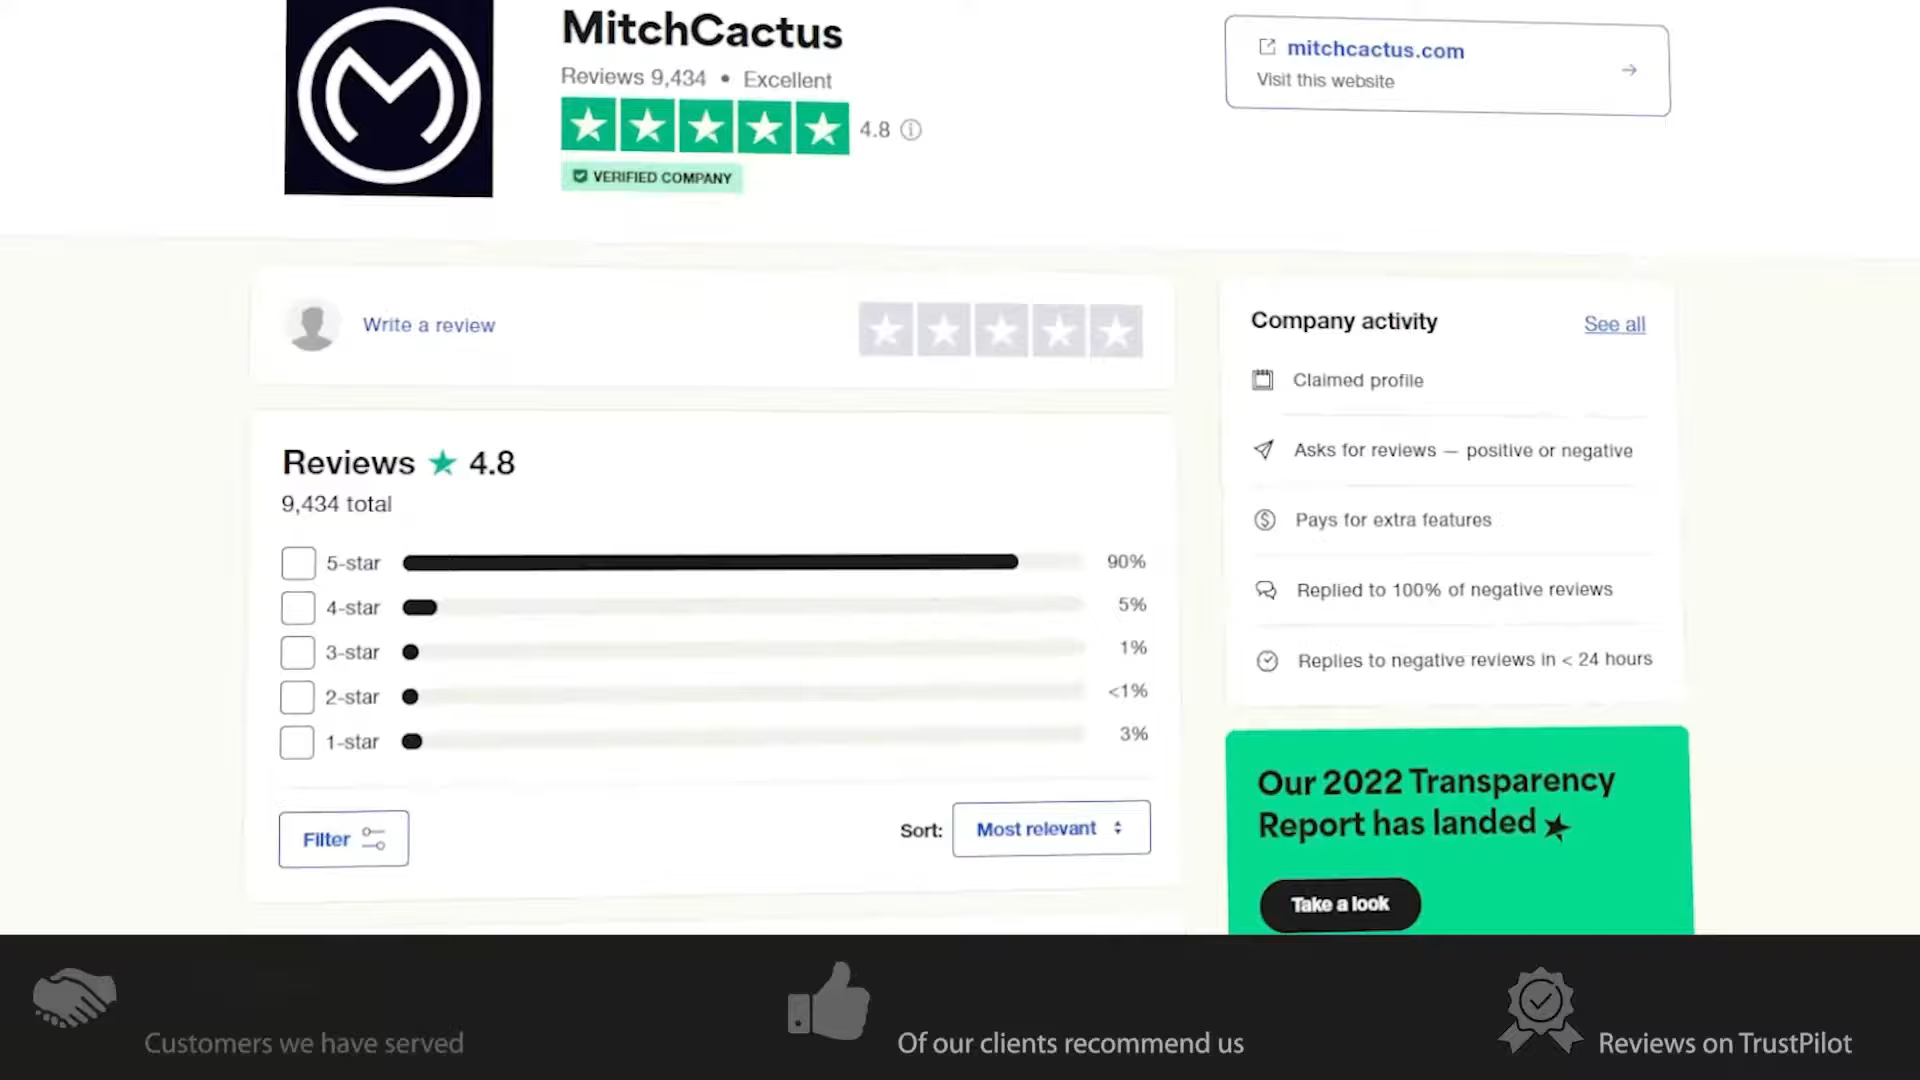 MitchCactus
Reviews 9,434 • Excellent
4.8
VERIFIED COMPANY
mitchcactus.com
Visit this website
Write a review
Reviews 4.8
9,434 total
5-star 90%
4-star 5%
3-star 1%
2-star <1%
1-star 3%
Filter
Sort: Most relevant
Company activity See all
Claimed profile
Asks for reviews — positive or negative
Pays for extra features
Replied to 100% of negative reviews
Replies to negative reviews in < 24 hours
Our 2022 Transparency
Report has landed
Take a look
Customers we have served
Of our clients recommend us
Reviews on TrustPilot